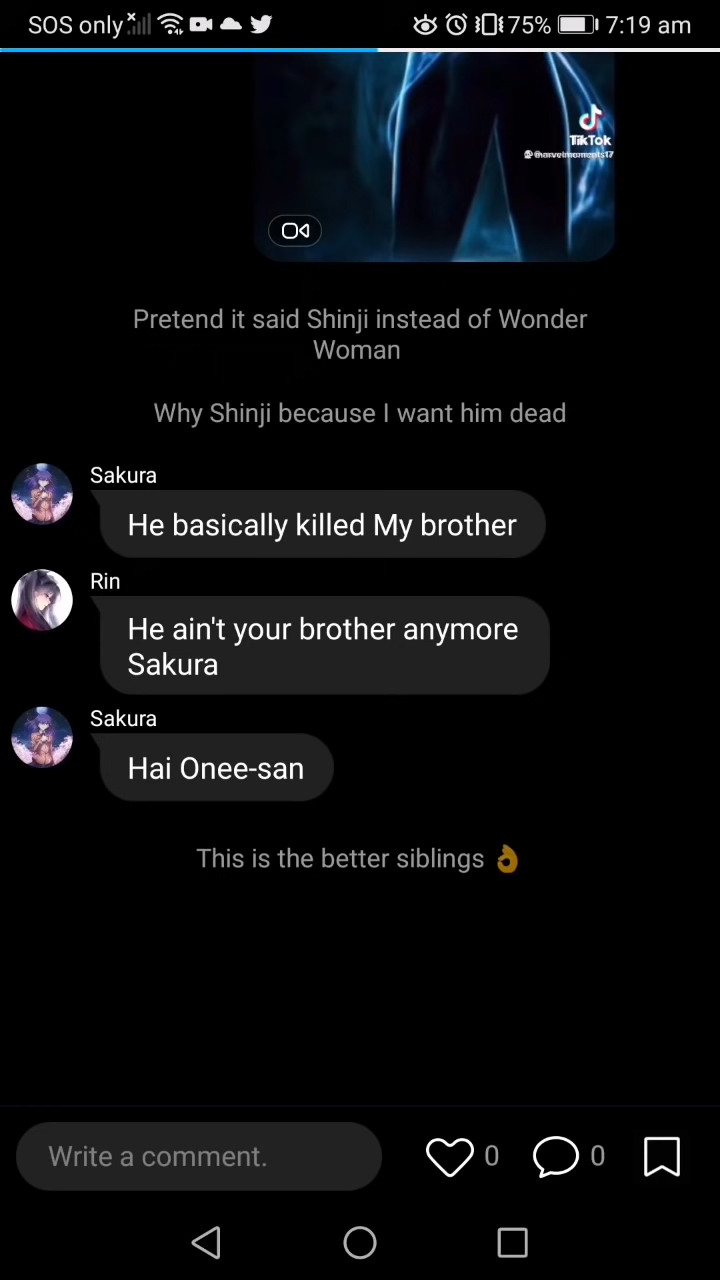 SOS only
75%
7:19 am
TikTok
@marvelmoments17
Pretend it said Shinji instead of Wonder
Woman
Why Shinji because I want him dead
Sakura
He basically killed My brother
Rin
He ain't your brother anymore
Sakura
Sakura
Hai Onee-san
This is the better siblings 👌
Write a comment.
0
0